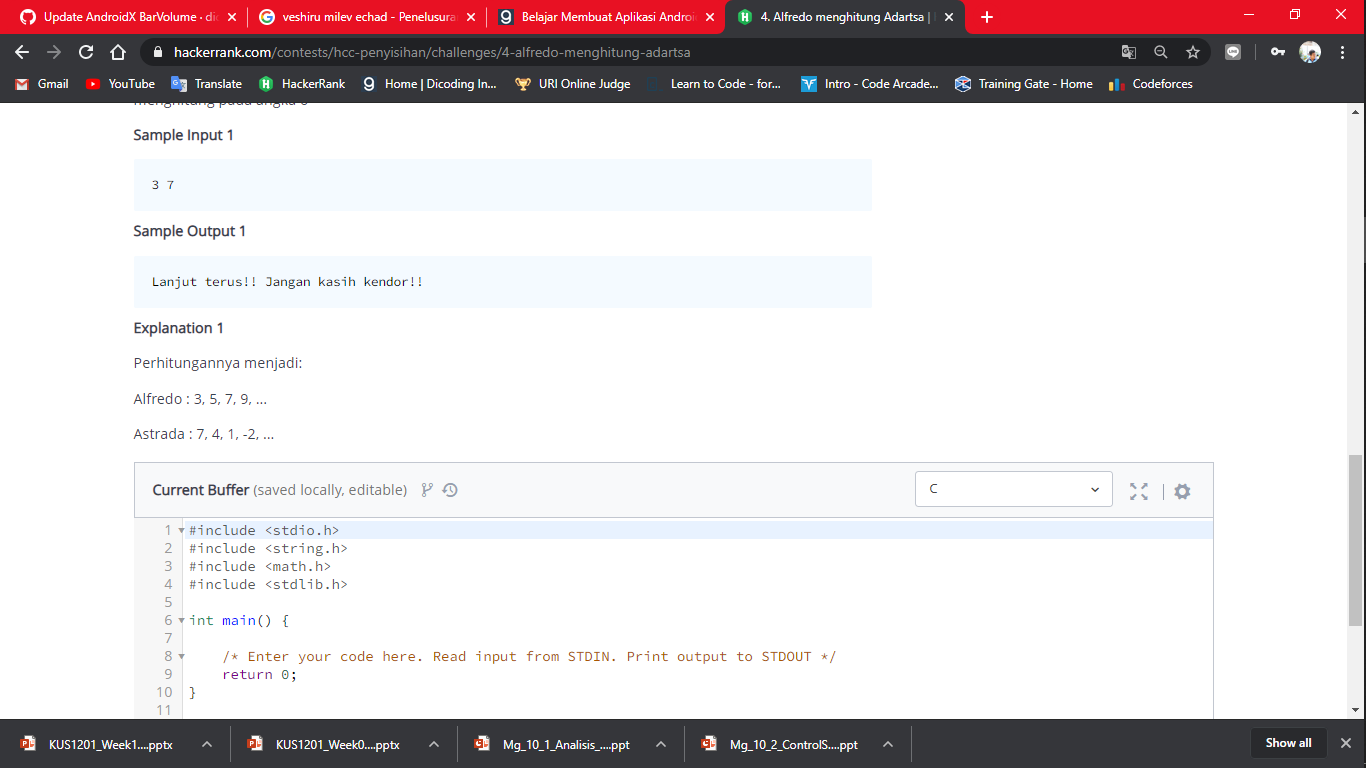 Update AndroidX BarVolume · dic
veshiru milev echad - Penelusura
Belajar Membuat Aplikasi Androi
4. Alfredo menghitung Adartsa |
hackerrank.com/contests/hcc-penyisihan/challenges/4-alfredo-menghitung-adartsa
Gmail YouTube Translate HackerRank Home | Dicoding In... URI Online Judge Learn to Code - for... Intro - Code Arcade... Training Gate - Home Codeforces
Sample Input 1
3 7
Sample Output 1
Lanjut terus!! Jangan kasih kendor!!
Explanation 1
Perhitungannya menjadi:
Alfredo : 3, 5, 7, 9, ...
Astrada : 7, 4, 1, -2, ...
Current Buffer (saved locally, editable)
C
1 #include <stdio.h>
2 #include <string.h>
3 #include <math.h>
4 #include <stdlib.h>
5
6 int main() {
7
8 /* Enter your code here. Read input from STDIN. Print output to STDOUT */
9 return 0;
10 }
11
KUS1201_Week1....pptx
KUS1201_Week0....pptx
Mg_10_1_Analisis_....ppt
Mg_10_2_ControlS....ppt
Show all